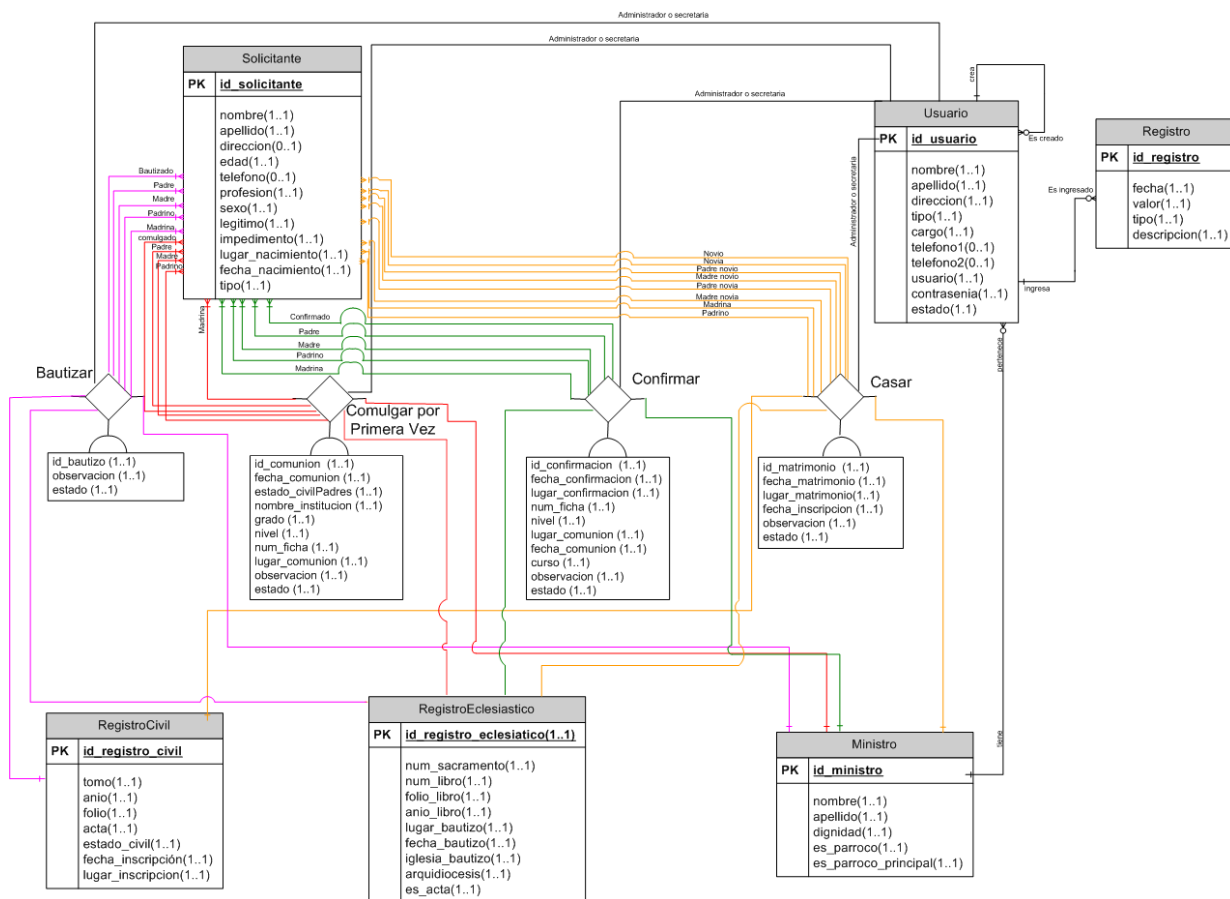 Administrador o secretaria
Administrador o secretaria
Administrador o secretaria
Administrador o secretaria
Solicitante
PK id_solicitante
nombre(1..1)
apellido(1..1)
direccion(0..1)
edad(1..1)
telefono(0..1)
profesion(1..1)
sexo(1..1)
legitimo(1..1)
impedimento(1..1)
lugar_nacimiento(1..1)
fecha_nacimiento(1..1)
tipo(1..1)
crea
Es creado
Usuario
PK id_usuario
nombre(1..1)
apellido(1..1)
direccion(1..1)
tipo(1..1)
cargo(1..1)
telefono1(0..1)
telefono2(0..1)
usuario(1..1)
contrasenia(1..1)
estado(1.1)
Es ingresado
ingresa
Registro
PK id_registro
fecha(1..1)
valor(1..1)
tipo(1..1)
descripcion(1..1)
Bautizado
Padre
Madre
Padrino
Madrina
comulgado
Padre
Madre
Padrino
Madrina
Confirmado
Padre
Madre
Padrino
Madrina
Novio
Novia
Padre novio
Madre novio
Padre novia
Madre novia
Madrina
Padrino
pertenece
tiene
Bautizar
Comulgar por
Primera Vez
Confirmar
Casar
id_bautizo (1..1)
observacion (1..1)
estado (1..1)
id_comunion (1..1)
fecha_comunion (1..1)
estado_civilPadres (1..1)
nombre_institucion (1..1)
grado (1..1)
nivel (1..1)
num_ficha (1..1)
lugar_comunion (1..1)
observacion (1..1)
estado (1..1)
id_confirmacion (1..1)
fecha_confirmacion (1..1)
lugar_confirmacion (1..1)
num_ficha (1..1)
nivel (1..1)
lugar_comunion (1..1)
fecha_comunion (1..1)
curso (1..1)
observacion (1..1)
estado (1..1)
id_matrimonio (1..1)
fecha_matrimonio (1..1)
lugar_matrimonio(1..1)
fecha_inscripcion (1..1)
observacion (1..1)
estado (1..1)
RegistroCivil
PK id_registro_civil
tomo(1..1)
anio(1..1)
folio(1..1)
acta(1..1)
estado_civil(1..1)
fecha_inscripción(1..1)
lugar_inscripcion(1..1)
RegistroEclesiastico
PK id_registro_eclesiatico(1..1)
num_sacramento(1..1)
num_libro(1..1)
folio_libro(1..1)
anio_libro(1..1)
lugar_bautizo(1..1)
fecha_bautizo(1..1)
iglesia_bautizo(1..1)
arquidiocesis(1..1)
es_acta(1..1)
Ministro
PK id_ministro
nombre(1..1)
apellido(1..1)
dignidad(1..1)
es_parroco(1..1)
es_parroco_principal(1..1)